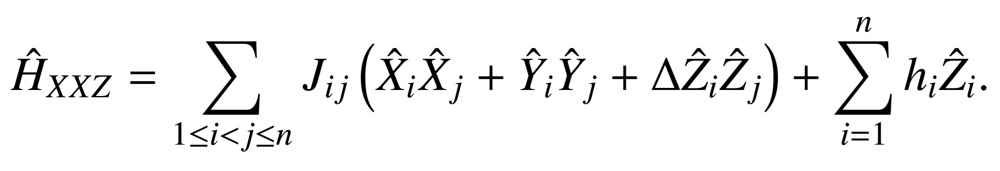 Ĥ_{XXZ} = ∑_{1≤i<j≤n} J_{ij} (X̂_i X̂_j + Ŷ_i Ŷ_j + ΔẐ_i Ẑ_j) + ∑_{i=1}^{n} h_i Ẑ_i.